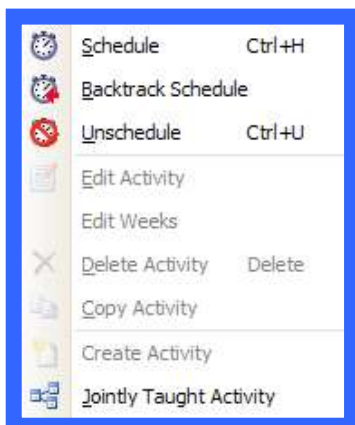 Schedule Ctrl+H
Backtrack Schedule
Unschedule Ctrl+U
Edit Activity
Edit Weeks
Delete Activity Delete
Copy Activity
Create Activity
Jointly Taught Activity